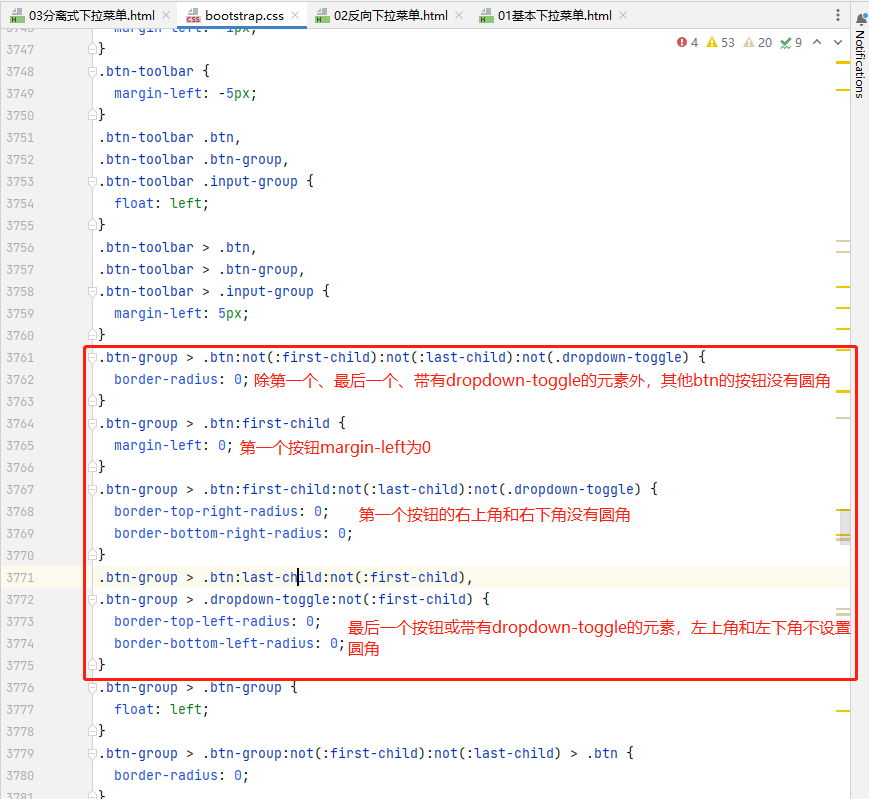 03分离式下拉菜单.html bootstrap.css 02反向下拉菜单.html 01基本下拉菜单.html
4 53 20 9
Notifications
3746 margin-left: -1px;
3747 }
3748 .btn-toolbar {
3749 margin-left: -5px;
3750 }
3751 .btn-toolbar .btn,
3752 .btn-toolbar .btn-group,
3753 .btn-toolbar .input-group {
3754 float: left;
3755 }
3756 .btn-toolbar > .btn,
3757 .btn-toolbar > .btn-group,
3758 .btn-toolbar > .input-group {
3759 margin-left: 5px;
3760 }
3761 .btn-group > .btn:not(:first-child):not(:last-child):not(.dropdown-toggle) {
3762 border-radius: 0; 除第一个、最后一个、带有dropdown-toggle的元素外，其他btn的按钮没有圆角
3763 }
3764 .btn-group > .btn:first-child {
3765 margin-left: 0; 第一个按钮margin-left为0
3766 }
3767 .btn-group > .btn:first-child:not(:last-child):not(.dropdown-toggle) {
3768 border-top-right-radius: 0; 第一个按钮的右上角和右下角没有圆角
3769 border-bottom-right-radius: 0;
3770 }
3771 .btn-group > .btn:last-child:not(:first-child),
3772 .btn-group > .dropdown-toggle:not(:first-child) {
3773 border-top-left-radius: 0; 最后一个按钮或带有dropdown-toggle的元素，左上角和左下角不设置
3774 border-bottom-left-radius: 0; 圆角
3775 }
3776 .btn-group > .btn-group {
3777 float: left;
3778 }
3779 .btn-group > .btn-group:not(:first-child):not(:last-child) > .btn {
3780 border-radius: 0;
3781 }